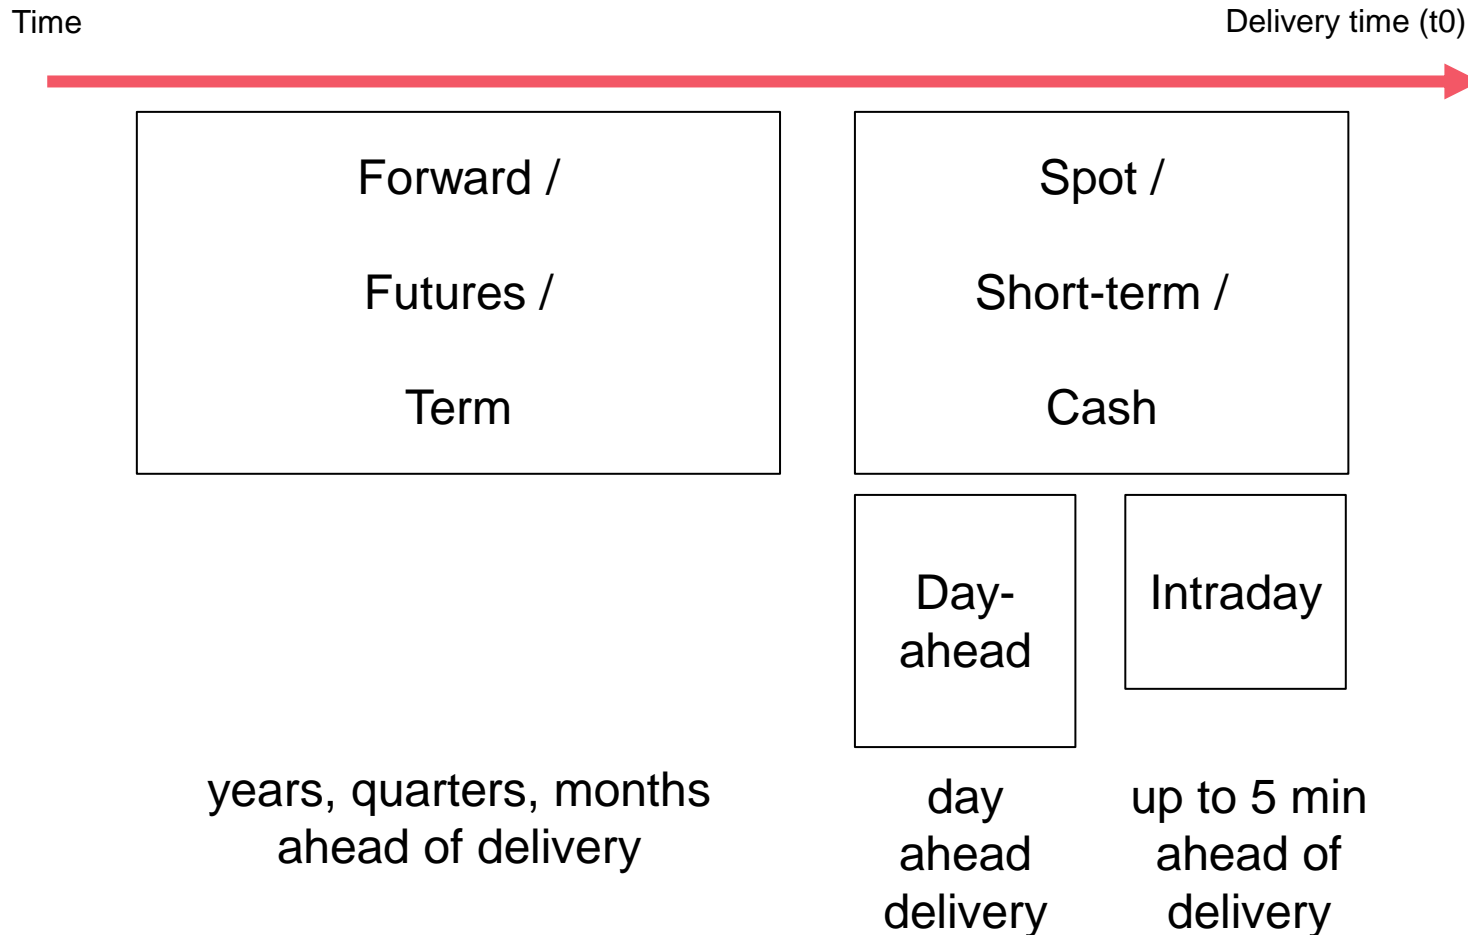 Time
Delivery time (t0)
Forward /
Futures /
Term
Spot /
Short-term /
Cash
Day-
ahead
Intraday
years, quarters, months
ahead of delivery
day
ahead
delivery
up to 5 min
ahead of
delivery